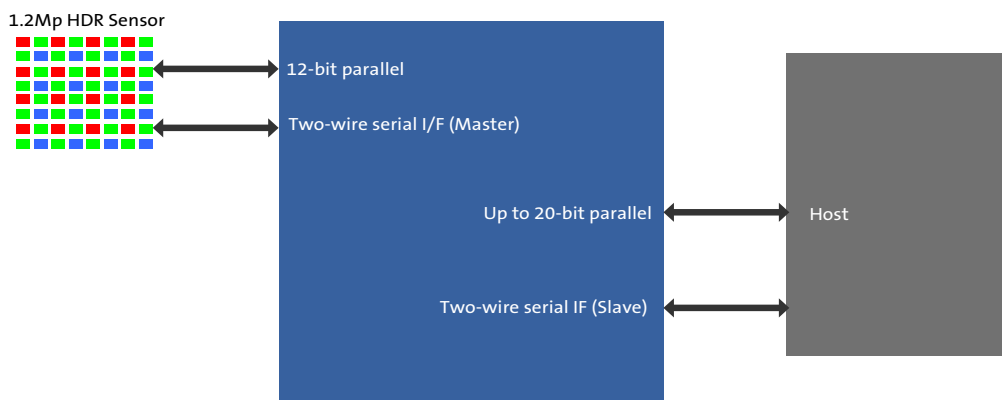 1.2Mp HDR Sensor
12-bit parallel
Two-wire serial I/F (Master)
Up to 20-bit parallel
Host
Two-wire serial IF (Slave)